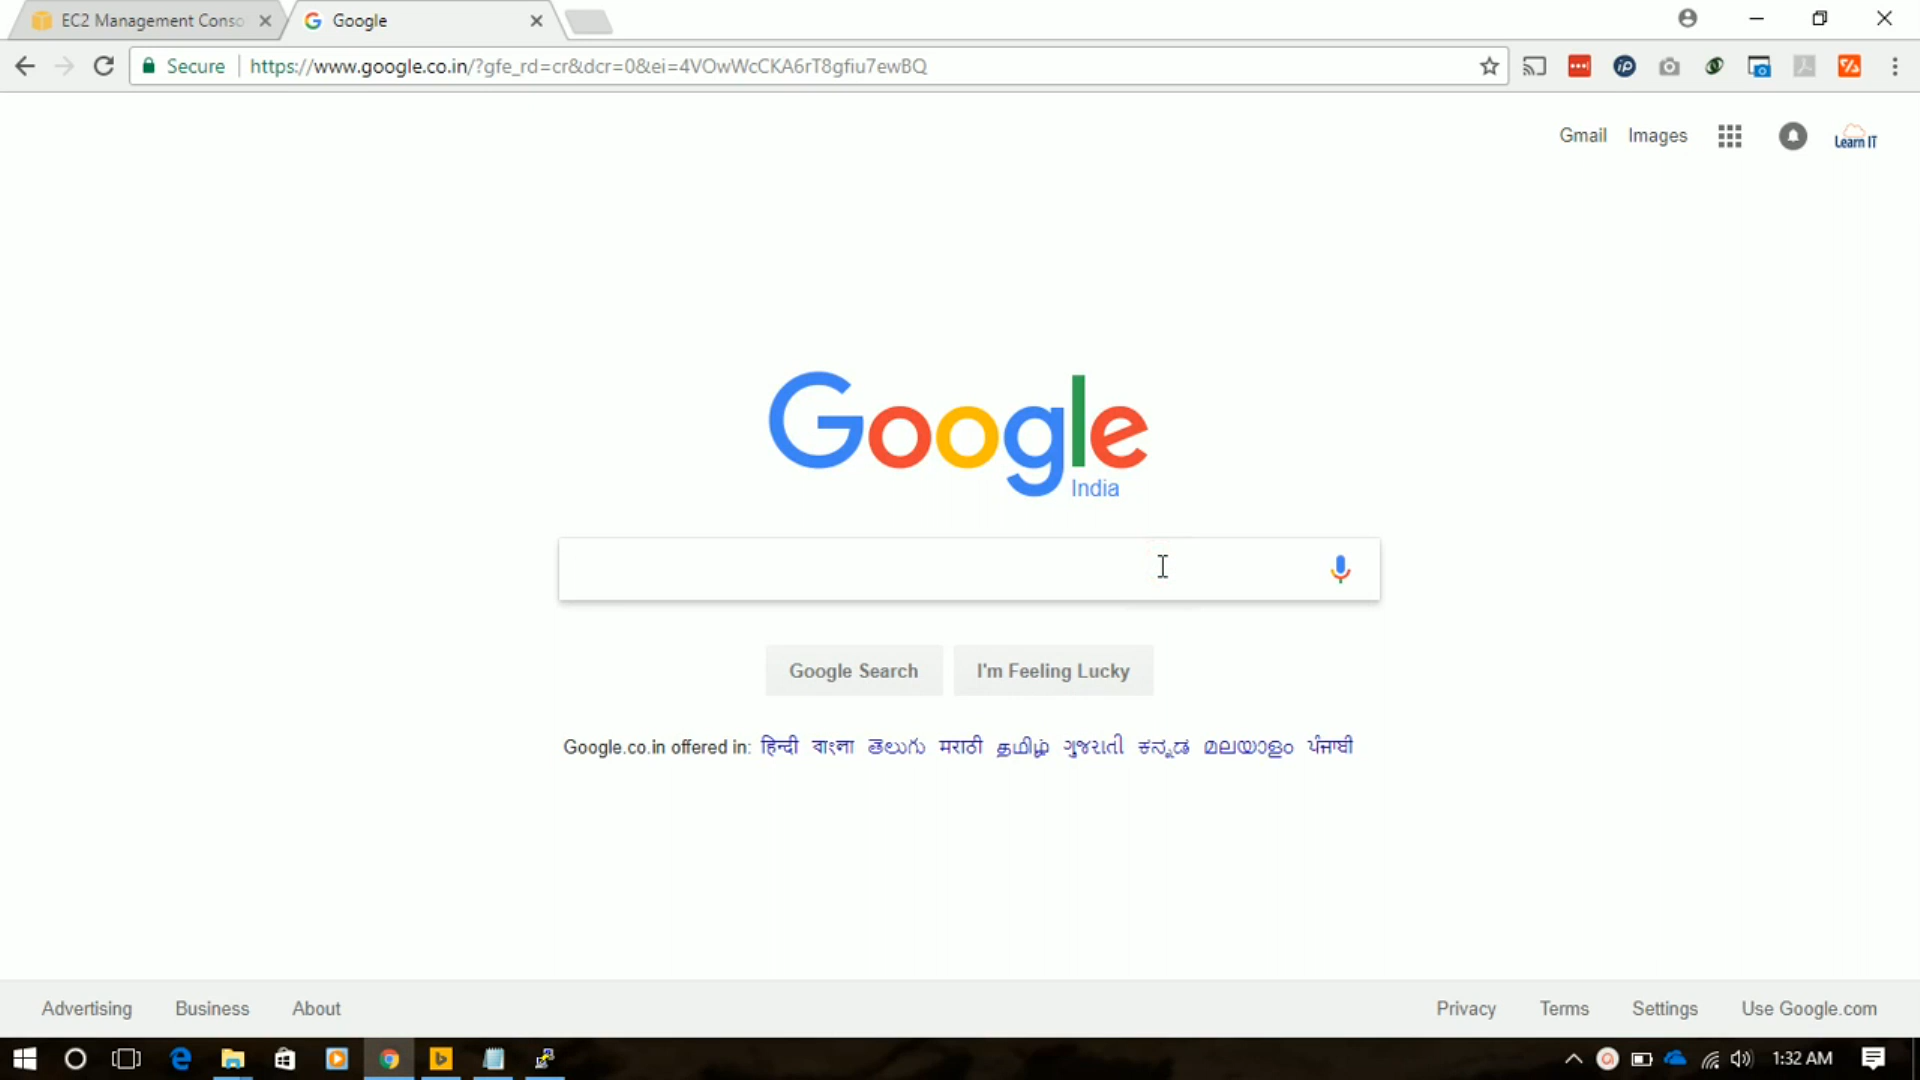 EC2 Management Conso
Google
Secure
https://www.google.co.in/?gfe_rd=cr&dcr=0&ei=4VOwWcCKA6rT8gfiu7ewBQ
Gmail Images
Learn IT
Google
India
Google Search I'm Feeling Lucky
Google.co.in offered in: हिन्दी বাংলা తెలుగు मराठी தமிழ் ગુજરાતી ಕನ್ನಡ മലയാളം ਪੰਜਾਬੀ
Advertising Business About Privacy Terms Settings Use Google.com
1:32 AM